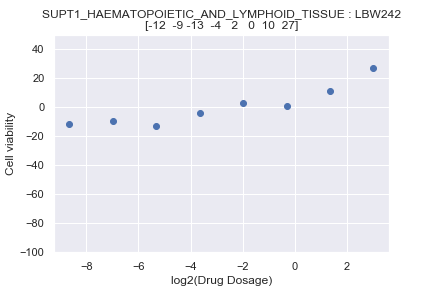 SUPT1_HAEMATOPOIETIC_AND_LYMPHOID_TISSUE : LBW242
[-12 -9 -13 -4 2 0 10 27]
40
20
0
−20
−40
−60
−80
−100
Cell viability
−8 −6 −4 −2 0 2
log2(Drug Dosage)